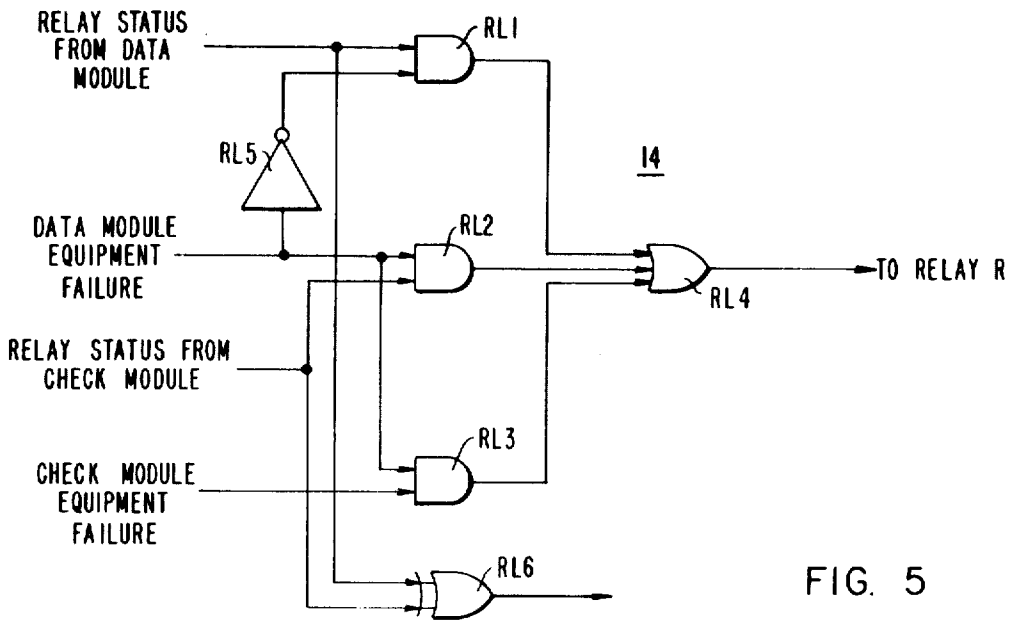 RELAY STATUS
FROM DATA
MODULE
RL1
RL5
14
DATA MODULE
EQUIPMENT
FAILURE
RL2
TO RELAY R
RL4
RELAY STATUS FROM
CHECK MODULE
RL3
CHECK MODULE
EQUIPMENT
FAILURE
RL6
FIG. 5